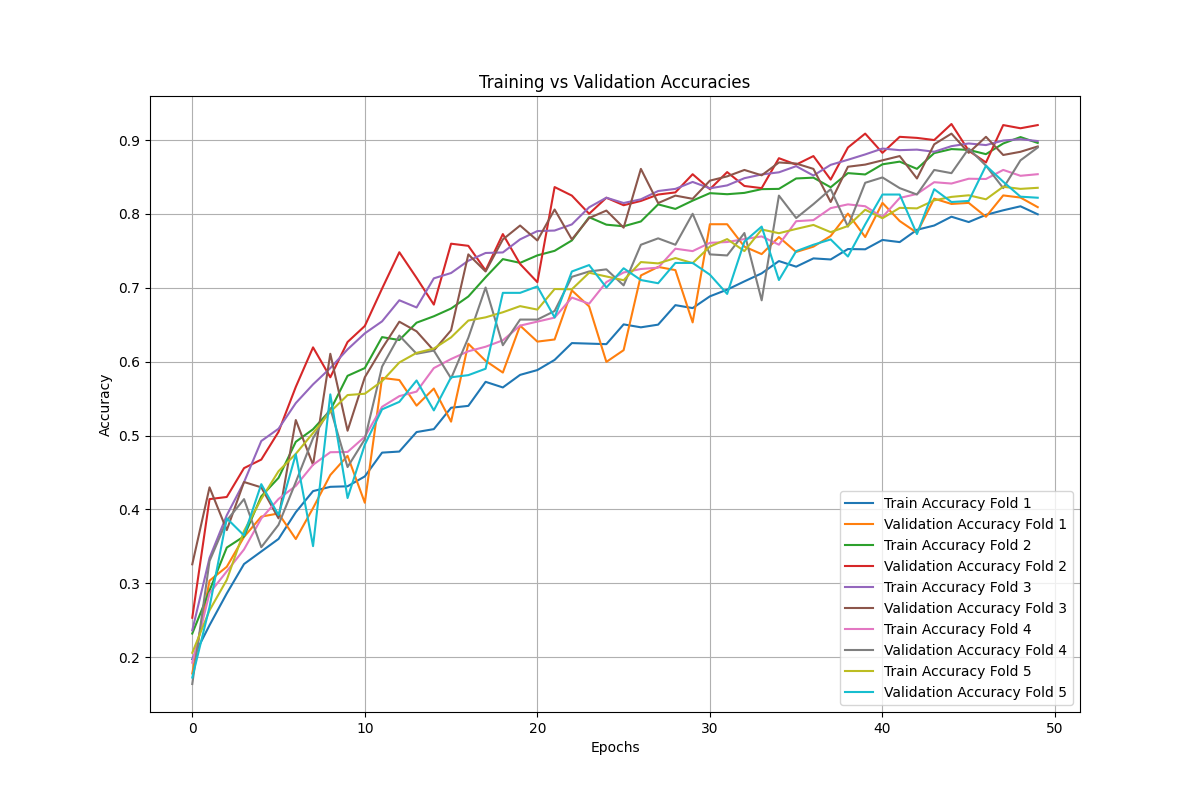 Training vs Validation Accuracies
0.9
0.8
0.7
0.6
0.5
0.4
0.3
0.2
Accuracy
0 10 20 30 40 50
Epochs
Train Accuracy Fold 1
Validation Accuracy Fold 1
Train Accuracy Fold 2
Validation Accuracy Fold 2
Train Accuracy Fold 3
Validation Accuracy Fold 3
Train Accuracy Fold 4
Validation Accuracy Fold 4
Train Accuracy Fold 5
Validation Accuracy Fold 5